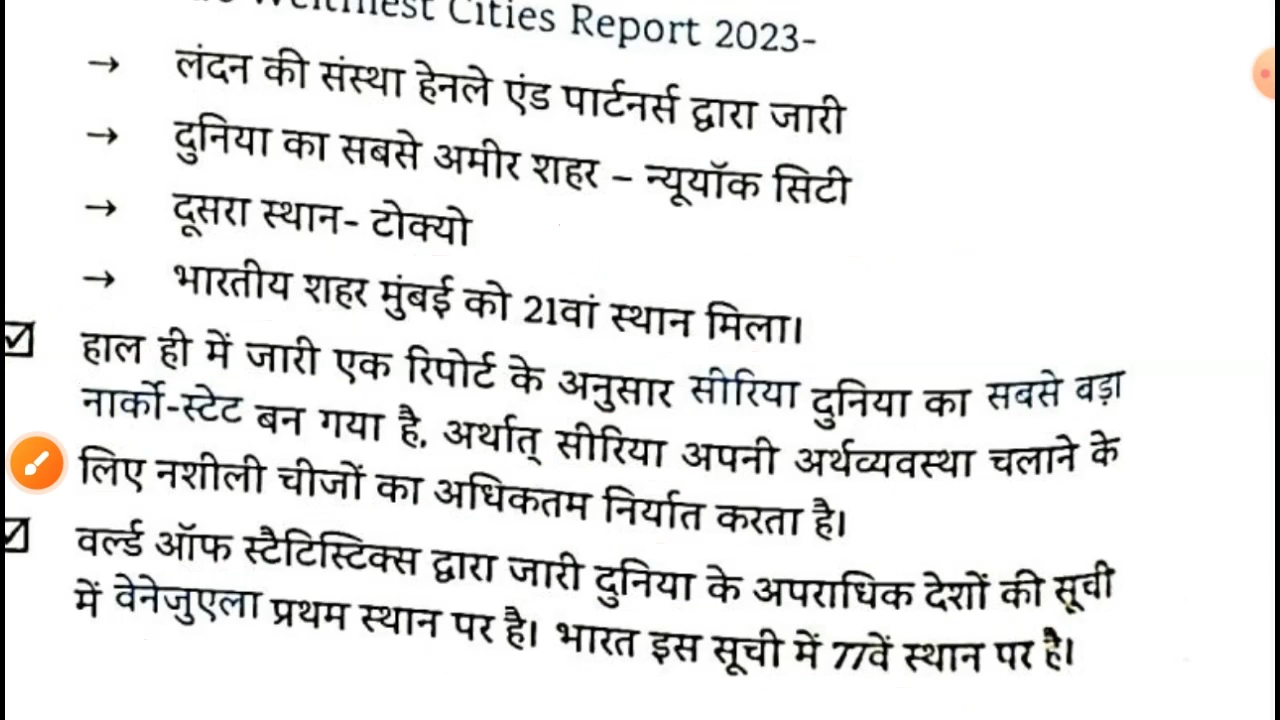 Cities Report 2023-
→ लंदन की संस्था हेनले एंड पार्टनर्स द्वारा जारी
→ दुनिया का सबसे अमीर शहर – न्यूयॉक सिटी
→ दूसरा स्थान- टोक्यो
→ भारतीय शहर मुंबई को 21वां स्थान मिला।
हाल ही में जारी एक रिपोर्ट के अनुसार सीरिया दुनिया का सबसे बड़ा
नार्को-स्टेट बन गया है, अर्थात् सीरिया अपनी अर्थव्यवस्था चलाने के
लिए नशीली चीजों का अधिकतम निर्यात करता है।
वर्ल्ड ऑफ स्टैटिस्टिक्स द्वारा जारी दुनिया के अपराधिक देशों की सूची
में वेनेजुएला प्रथम स्थान पर है। भारत इस सूची में 77वें स्थान पर है।